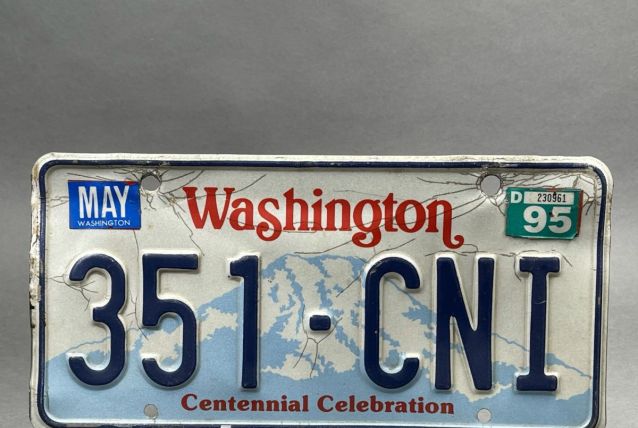 MAY
WASHINGTON
Washington
D 230961
95
351-CNI
Centennial Celebration